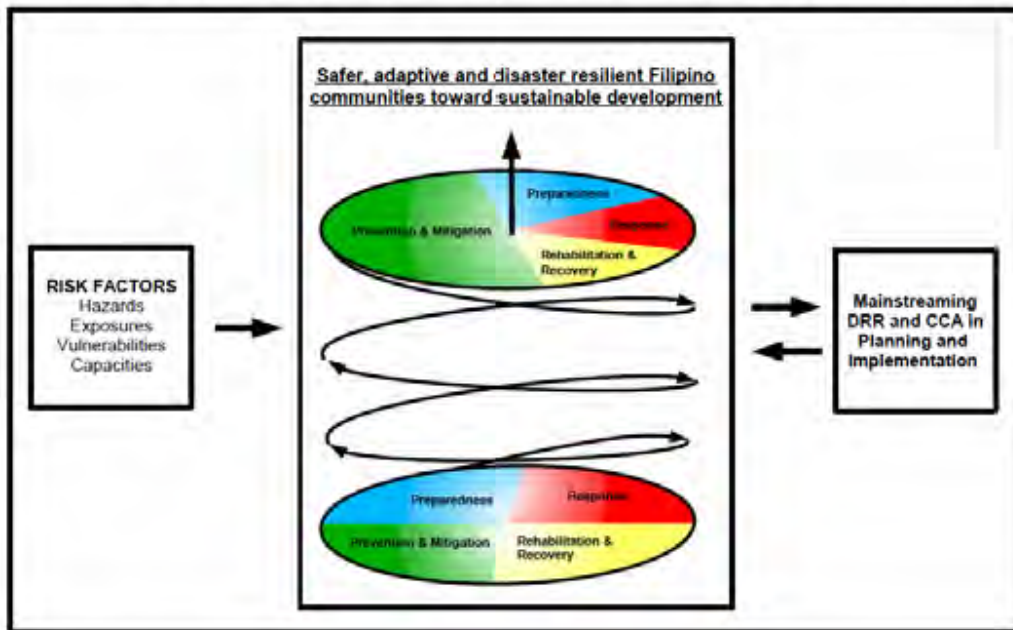 Safer, adaptive and disaster resilient Filipino
communities toward sustainable development
Preparedness
Response
Prevention & Mitigation
Rehabilitation &
Recovery
RISK FACTORS
Hazards
Exposures
Vulnerabilities
Capacities
Mainstreaming
DRR and CCA in
Planning and
Implementation
Preparedness
Response
Prevention & Mitigation
Rehabilitation &
Recovery